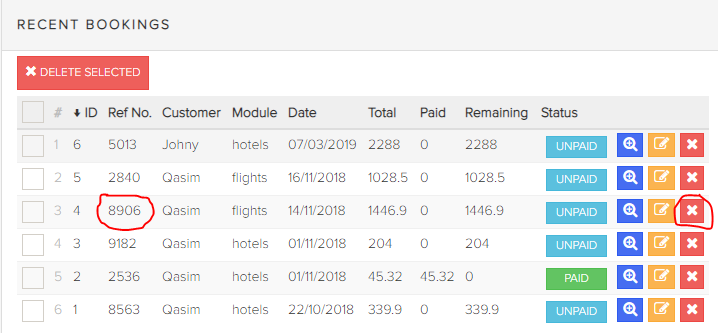 RECENT BOOKINGS
✖ DELETE SELECTED
# ID Ref No. Customer Module Date Total Paid Remaining Status
1 6 5013 Johny hotels 07/03/2019 2288 0 2288 UNPAID
2 5 2840 Qasim flights 16/11/2018 1028.5 0 1028.5 UNPAID
3 4 8906 Qasim flights 14/11/2018 1446.9 0 1446.9 UNPAID
4 3 9182 Qasim hotels 01/11/2018 204 0 204 UNPAID
5 2 2536 Qasim hotels 01/11/2018 45.32 45.32 0 PAID
6 1 8563 Qasim hotels 22/10/2018 339.9 0 339.9 UNPAID